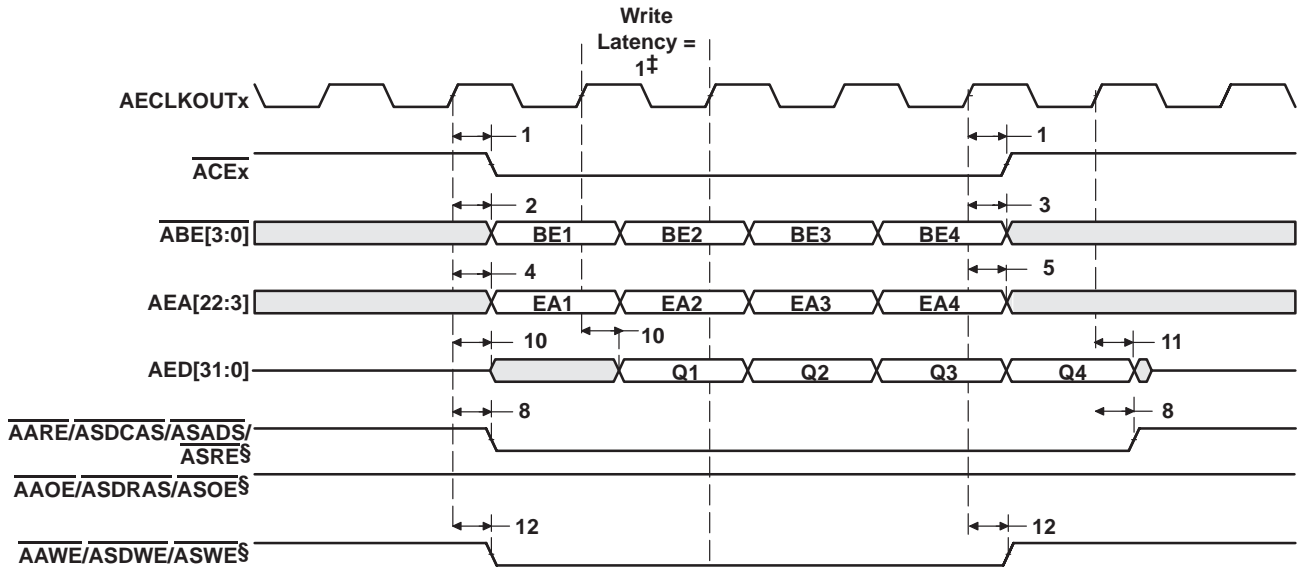 Write
Latency =
1‡
AECLKOUTx
1 1
ACEx
2 3
ABE[3:0] BE1 BE2 BE3 BE4
4 5
AEA[22:3] EA1 EA2 EA3 EA4
10 10 11
AED[31:0] Q1 Q2 Q3 Q4
8 8
AARE/ASDCAS/ASADS/
ASRE§
AAOE/ASDRAS/ASOE§
12 12
AAWE/ASDWE/ASWE§